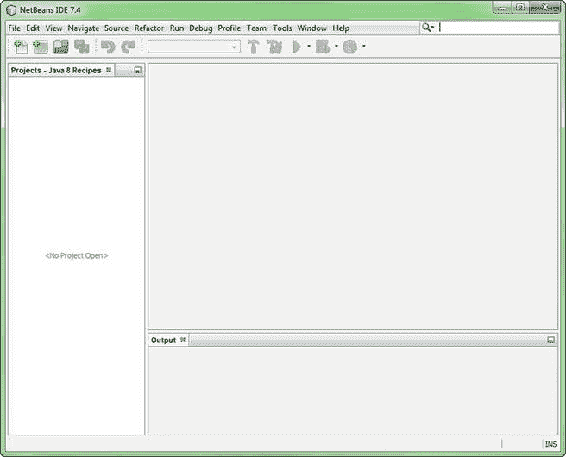 NetBeans IDE 7.4
File Edit View Navigate Source Refactor Run Debug Profile Team Tools Window Help
Projects - Java 8 Recipes
<No Project Open>
Output
INS